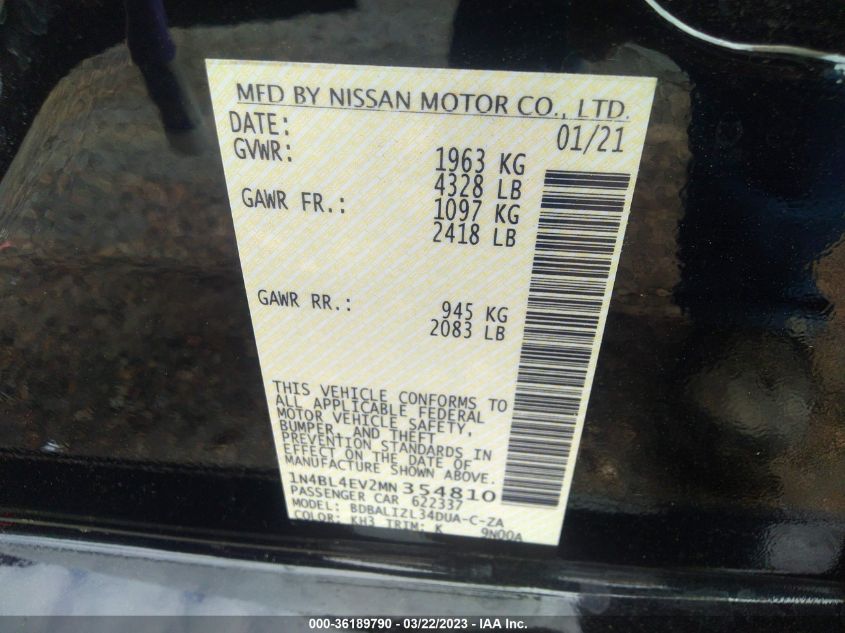 MFD BY NISSAN MOTOR CO., LTD.
DATE: 01/21
GVWR: 1963 KG
4328 LB
GAWR FR.: 1097 KG
2418 LB
GAWR RR.: 945 KG
2083 LB
THIS VEHICLE CONFORMS TO
ALL APPLICABLE FEDERAL
MOTOR VEHICLE SAFETY,
BUMPER, AND THEFT
PREVENTION STANDARDS IN
EFFECT ON THE DATE OF
MANUFACTURE SHOWN ABOVE.
1N4BL4EV2MN354810
PASSENGER CAR 622337
MODEL: BDBALIZL34DUA-C-ZA
COLOR: KH3 TRIM: K 9N00A
000-36189790 - 03/22/2023 - IAA Inc.